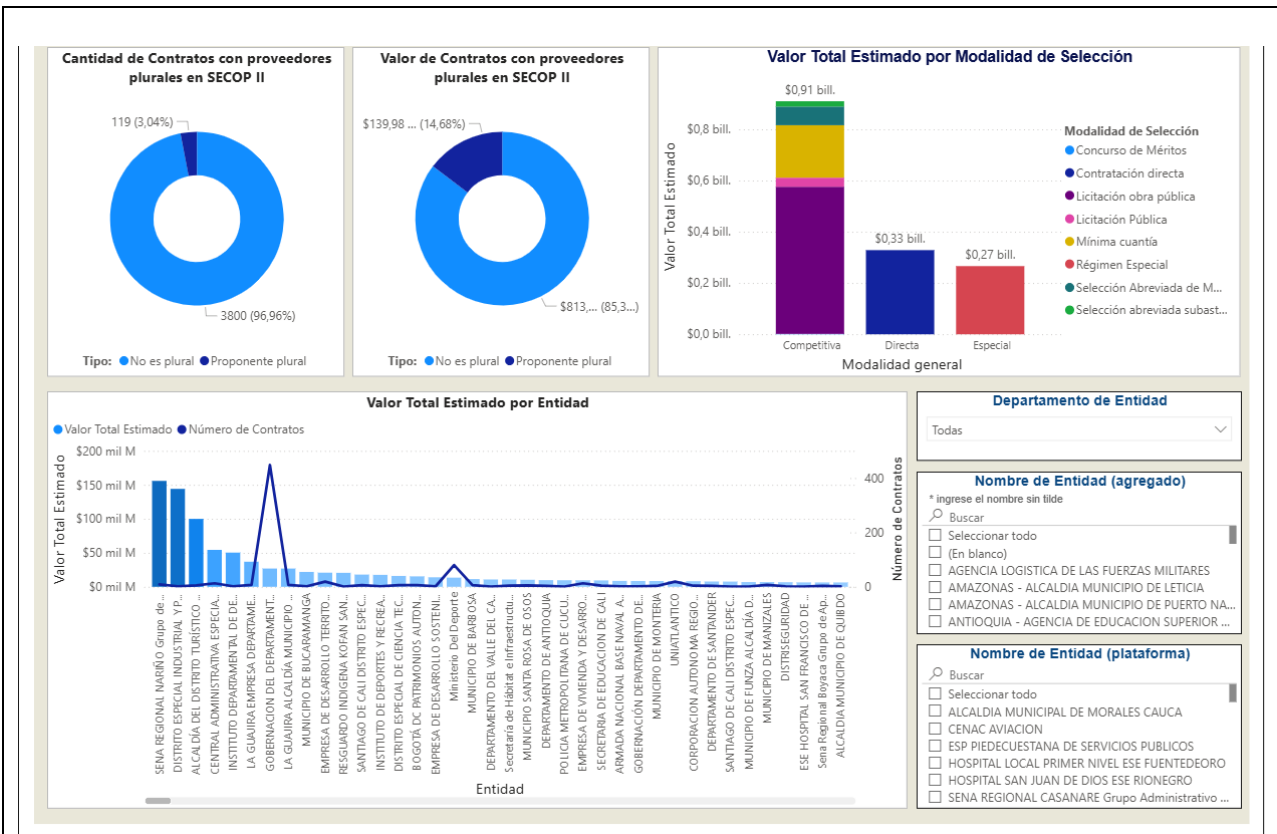 Cantidad de Contratos con proveedores
plurales en SECOP II
119 (3,04%)
3800 (96,96%)
Tipo: No es plural Proponente plural
Valor de Contratos con proveedores
plurales en SECOP II
$139,98 ... (14,68%)
$813,... (85,3...)
Tipo: No es plural Proponente plural
Valor Total Estimado por Modalidad de Selección
Valor Total Estimado
$0,8 bill.
$0,6 bill.
$0,4 bill.
$0,2 bill.
$0,0 bill.
$0,91 bill.
$0,33 bill.
$0,27 bill.
Competitiva
Directa
Especial
Modalidad general
Modalidad de Selección
Concurso de Méritos
Contratación directa
Licitación obra pública
Licitación Pública
Mínima cuantía
Régimen Especial
Selección Abreviada de M...
Selección abreviada subast...
Valor Total Estimado por Entidad
Valor Total Estimado Número de Contratos
Valor Total Estimado
$200 mil M
$150 mil M
$100 mil M
$50 mil M
$0 mil M
400
200
0
Número de Contratos
SENA REGIONAL NARIÑO Grupo de ...
DISTRITO ESPECIAL INDUSTRIAL Y P...
ALCALDÍA DEL DISTRITO TURÍSTICO ...
CENTRAL ADMINISTRATIVA ESPECIA...
INSTITUTO DEPARTAMENTAL DE DE...
LA GUAJIRA EMPRESA DEPARTAME...
GOBERNACION DEL DEPARTAMENT...
LA GUAJIRA ALCALDÍA MUNICIPIO ...
MUNICIPIO DE BUCARAMANGA
EMPRESA DE DESARROLLO TERRITO...
RESGUARDO INDIGENA KOFAN SAN...
SANTIAGO DE CALI DISTRITO ESPEC...
INSTITUTO DE DEPORTES Y RECREA...
DISTRITO ESPECIAL DE CIENCIA TEC...
BOGOTÁ DC PATRIMONIOS AUTON...
EMPRESA DE DESARROLLO SOSTENI...
Ministerio Del Deporte
MUNICIPIO DE BARBOSA
DEPARTAMENTO DEL VALLE DEL CA...
Secretaría de Hábitat e Infraestructu...
MUNICIPIO SANTA ROSA DE OSOS
DEPARTAMENTO DE ANTIOQUIA
POLICIA METROPOLITANA DE CUCU...
EMPRESA DE VIVIENDA Y DESARRO...
SECRETARIA DE EDUCACION DE CALI
ARMADA NACIONAL BASE NAVAL A...
GOBERNACIÓN DEPARTAMENTO DE...
MUNICIPIO DE MONTERIA
UNIATLANTICO
CORPORACION AUTONOMA REGIO...
DEPARTAMENTO DE SANTANDER
SANTIAGO DE CALI DISTRITO ESPEC...
MUNICIPIO DE FUNZA ALCALDÍA D...
MUNICIPIO DE MANIZALES
DISTRISEGURIDAD
ESE HOSPITAL SAN FRANCISCO DE ...
Sena Regional Boyaca Grupo de Ap...
ALCALDIA MUNICIPIO DE QUIBDO
Entidad
Departamento de Entidad
Todas
Nombre de Entidad (agregado)
* ingrese el nombre sin tilde
Buscar
Seleccionar todo
(En blanco)
AGENCIA LOGISTICA DE LAS FUERZAS MILITARES
AMAZONAS - ALCALDIA MUNICIPIO DE LETICIA
AMAZONAS - ALCALDIA MUNICIPIO DE PUERTO NA...
ANTIOQUIA - AGENCIA DE EDUCACION SUPERIOR ...
Nombre de Entidad (plataforma)
Buscar
Seleccionar todo
ALCALDIA MUNICIPAL DE MORALES CAUCA
CENAC AVIACION
ESP PIEDECUESTANA DE SERVICIOS PUBLICOS
HOSPITAL LOCAL PRIMER NIVEL ESE FUENTEDEORO
HOSPITAL SAN JUAN DE DIOS ESE RIONEGRO
SENA REGIONAL CASANARE Grupo Administrativo ...